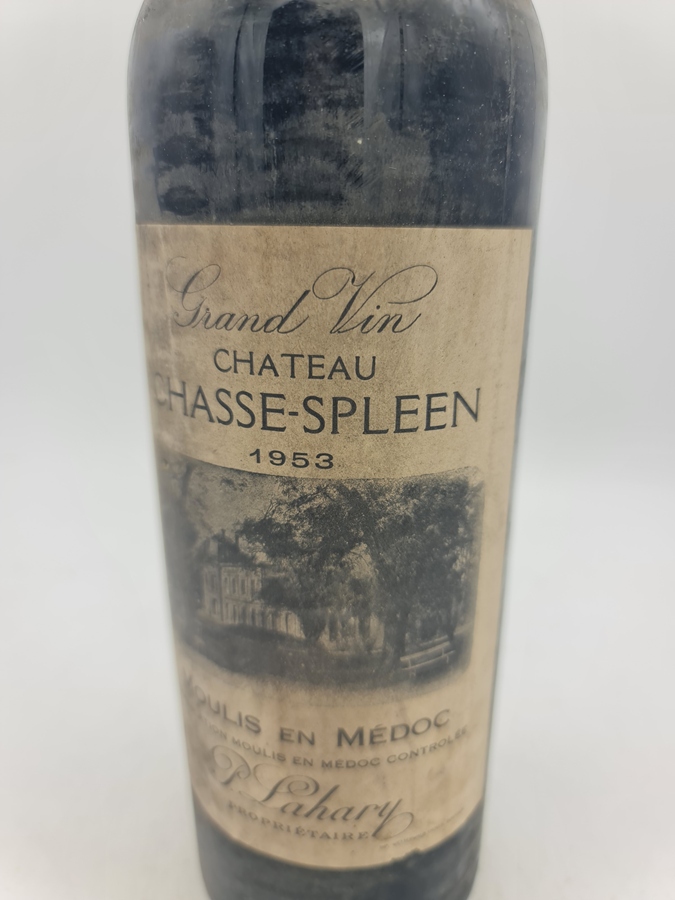 Grand Vin
CHATEAU
CHASSE-SPLEEN
1953
MOULIS EN MÉDOC
MOULIS EN MÉDOC CONTROLÉE
P Lahary
PROPRIÉTAIRE